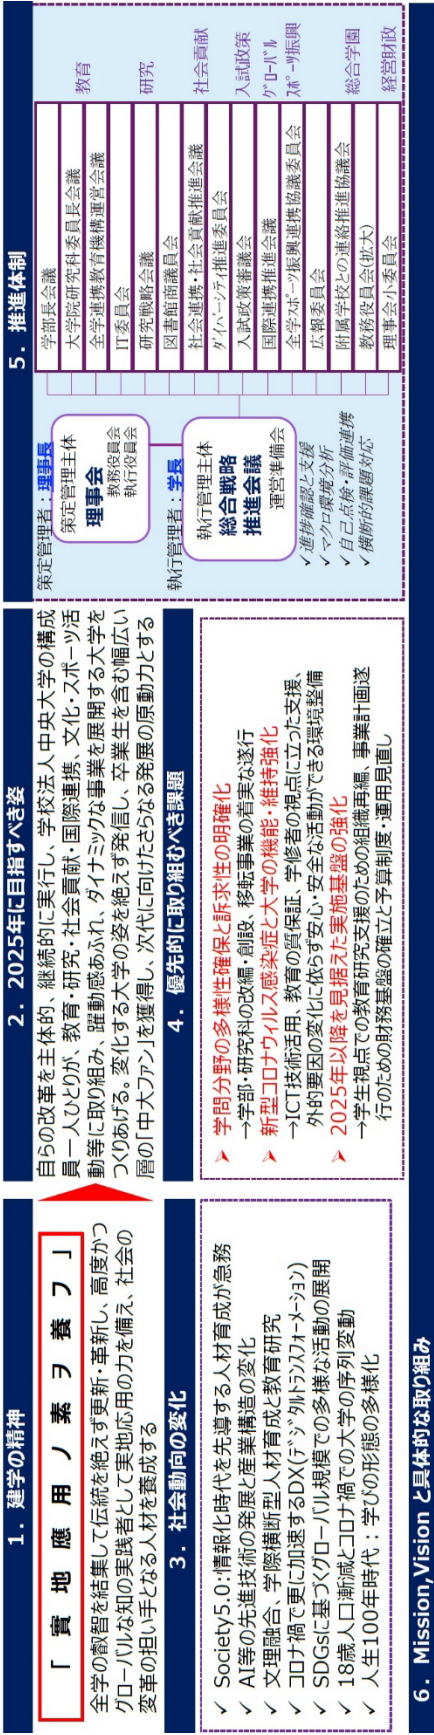 1．建学の精神
「 實 地 應 用 ノ 素 ヲ 養 フ 」
全学の叡智を結集して伝統を絶えず更新・革新し、高度かつ
グローバルな知の実践者として実地応用の力を備え、社会の
変革の担い手となる人材を養成する
2．2025年に目指すべき姿
自らの改革を主体的、継続的に実行し、学校法人中央大学の構成
員一人ひとりが、教育・研究・社会貢献・国際連携、文化・スポーツ活
動等に取り組み、躍動感あふれ、ダイナミックな事業を展開する大学を
つくりあげる。変化する大学の姿を絶えず発信し、卒業生を含む幅広い
層の「中大ファン」を獲得し、次代に向けたさらなる発展の原動力とする
3．社会動向の変化
✓ Society5.0:情報化時代を先導する人材育成が急務
✓ AI等の先進技術の発展と産業構造の変化
✓ 文理融合、学際横断型人材育成と教育研究
✓ コロナ禍で更に加速するDX(デジタルトランスフォーメーション)
✓ SDGsに基づくグローバル規模での多様な活動の展開
✓ 18歳人口漸減とコロナ禍での大学の序列変動
✓ 人生100年時代：学びの形態の多様化
4．優先的に取り組むべき課題
➢ 学問分野の多様性確保と訴求性の明確化
→学部・研究科の改編・創設、移転事業の着実な遂行
➢ 新型コロナウィルス感染症と大学の機能・維持強化
→ICT技術活用、教育の質保証、学修者の視点に立った支援、
外的要因の変化に依らず安心・安全な活動ができる環境整備
➢ 2025年以降を見据えた実施基盤の強化
→学生視点での教育研究支援のための組織再編、事業計画遂
行のための財務基盤の確立と予算制度・運用見直し
5．推進体制
策定管理者：理事長
策定管理主体
理事会
教務役員会
執行役員会
執行管理者：学長
執行管理主体
総合戦略
推進会議
運営準備会
✓進捗確認と支援
✓マクロ環境分析
✓自己点検・評価連携
✓横断的課題対応
学部長会議
大学院研究科委員長会議
全学連携教育機構運営会議
IT委員会
研究戦略会議
図書館商議員会
社会連携・社会貢献推進会議
ダイバーシティ推進委員会
入試政策審議会
国際連携推進会議
全学スポーツ振興連携協議委員会
広報委員会
附属学校との連絡推進協議会
教務役員会(拡大)
理事会小委員会
教育
研究
社会貢献
入試政策
グローバル
スポーツ振興
総合学園
経営財政
6．Mission,Vision と具体的な取り組み